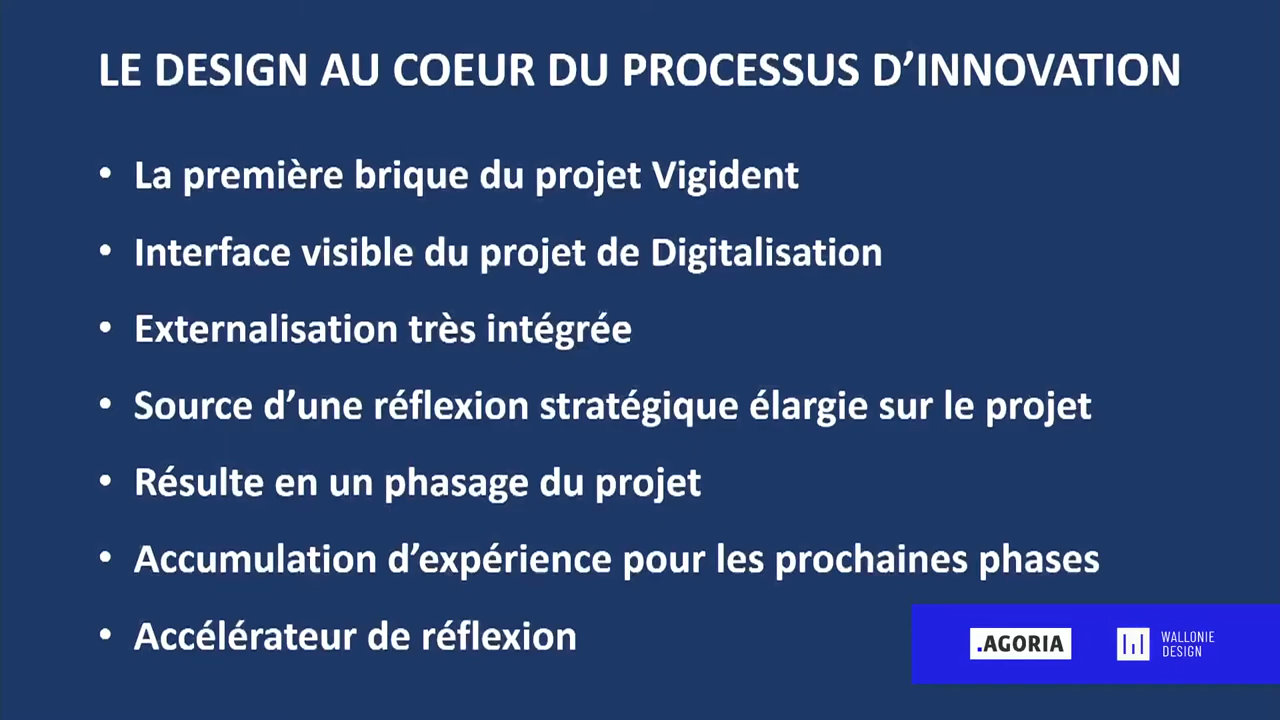 LE DESIGN AU COEUR DU PROCESSUS D’INNOVATION
• La première brique du projet Vigident
• Interface visible du projet de Digitalisation
• Externalisation très intégrée
• Source d’une réflexion stratégique élargie sur le projet
• Résulte en un phasage du projet
• Accumulation d’expérience pour les prochaines phases
• Accélérateur de réflexion
.AGORIA
WALLONIE
DESIGN